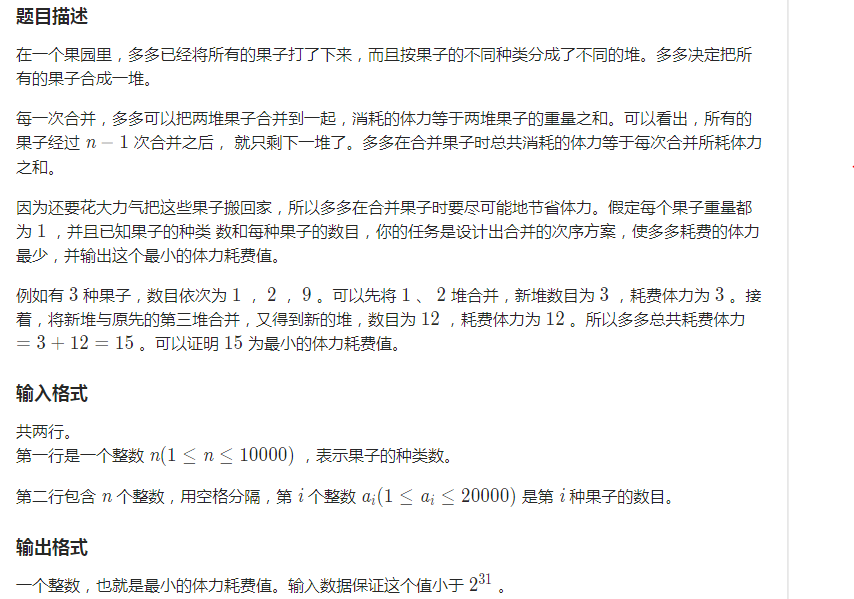 题目描述
在一个果园里，多多已经将所有的果子打了下来，而且按果子的不同种类分成了不同的堆。多多决定把所
有的果子合成一堆。
每一次合并，多多可以把两堆果子合并到一起，消耗的体力等于两堆果子的重量之和。可以看出，所有的
果子经过 n − 1 次合并之后， 就只剩下一堆了。多多在合并果子时总共消耗的体力等于每次合并所耗体力
之和。
因为还要花大力气把这些果子搬回家，所以多多在合并果子时要尽可能地节省体力。假定每个果子重量都
为 1 ，并且已知果子的种类 数和每种果子的数目，你的任务是设计出合并的次序方案，使多多耗费的体力
最少，并输出这个最小的体力耗费值。
例如有 3 种果子，数目依次为 1 ， 2 ， 9 。可以先将 1 、 2 堆合并，新堆数目为 3 ，耗费体力为 3 。接
着，将新堆与原先的第三堆合并，又得到新的堆，数目为 12 ，耗费体力为 12 。所以多多总共耗费体力
= 3 + 12 = 15 。可以证明 15 为最小的体力耗费值。
输入格式
共两行。
第一行是一个整数 n(1 ≤ n ≤ 10000) ，表示果子的种类数。
第二行包含 n 个整数，用空格分隔，第 i 个整数 aᵢ(1 ≤ aᵢ ≤ 20000) 是第 i 种果子的数目。
输出格式
一个整数，也就是最小的体力耗费值。输入数据保证这个值小于 2³¹ 。